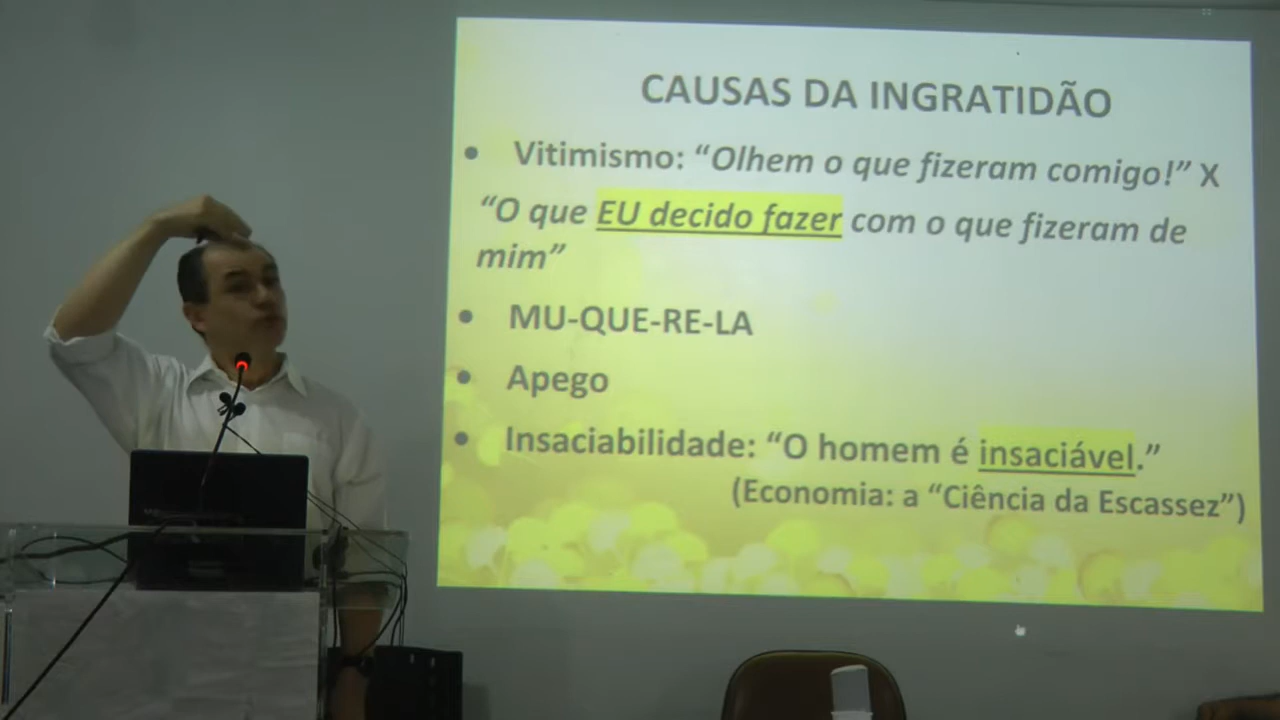 CAUSAS DA INGRATIDÃO
• Vitimismo: “Olhem o que fizeram comigo!” X
“O que EU decido fazer com o que fizeram de
mim”
• MU-QUE-RE-LA
• Apego
• Insaciabilidade: “O homem é insaciável.”
(Economia: a “Ciência da Escassez”)